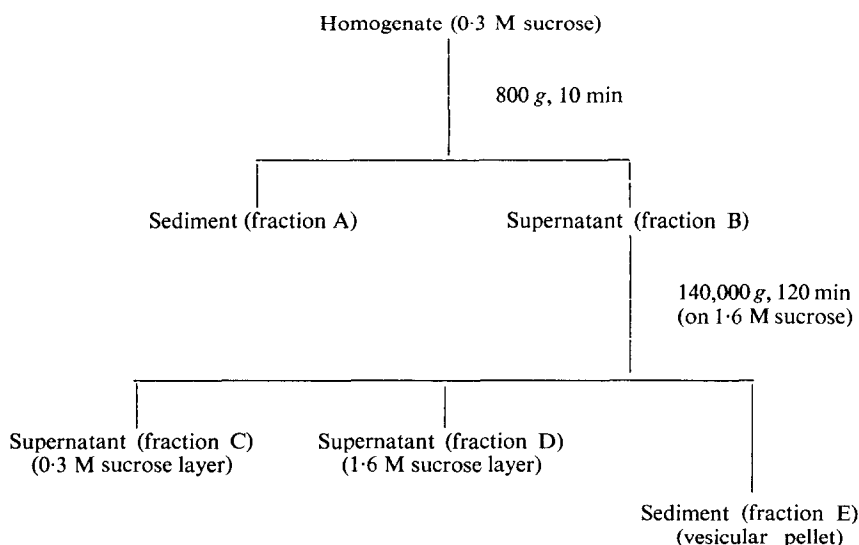 Homogenate (0·3 M sucrose)
800 g, 10 min
Sediment (fraction A)
Supernatant (fraction B)
140,000 g, 120 min
(on 1·6 M sucrose)
Supernatant (fraction C)
(0·3 M sucrose layer)
Supernatant (fraction D)
(1·6 M sucrose layer)
Sediment (fraction E)
(vesicular pellet)